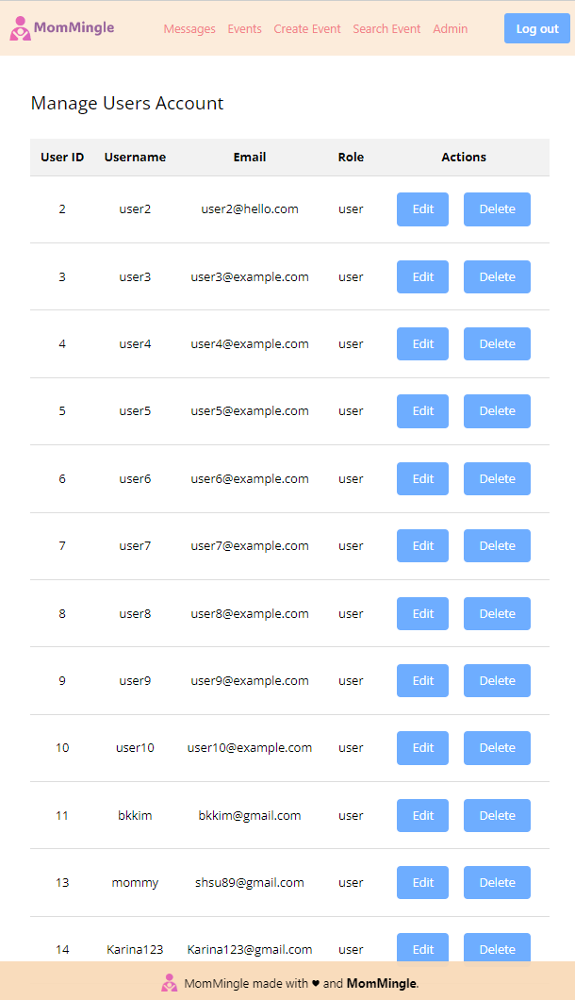 MomMingle Messages Events Create Event Search Event Admin Log out
Manage Users Account
User ID Username Email Role Actions
2 user2 user2@hello.com user Edit Delete
3 user3 user3@example.com user Edit Delete
4 user4 user4@example.com user Edit Delete
5 user5 user5@example.com user Edit Delete
6 user6 user6@example.com user Edit Delete
7 user7 user7@example.com user Edit Delete
8 user8 user8@example.com user Edit Delete
9 user9 user9@example.com user Edit Delete
10 user10 user10@example.com user Edit Delete
11 bkkim bkkim@gmail.com user Edit Delete
13 mommy shsu89@gmail.com user Edit Delete
14 Karina123 Karina123@gmail.com user Edit Delete
MomMingle made with ♥ and MomMingle.